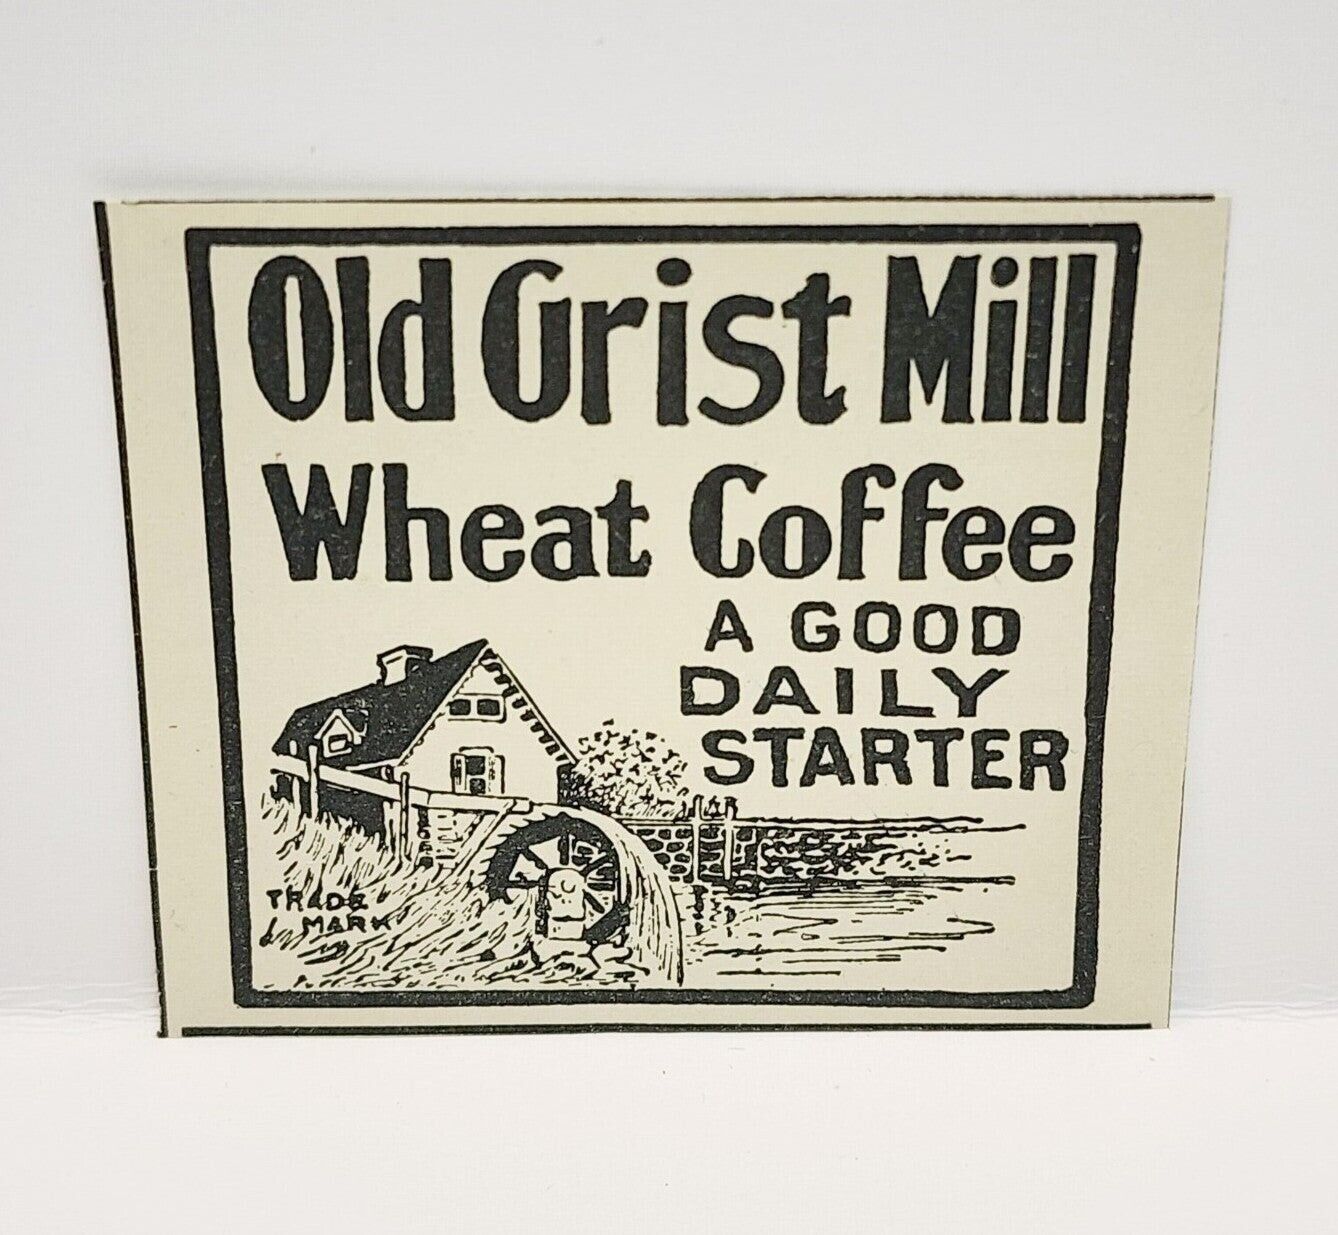 Old Grist Mill
Wheat Coffee
A GOOD
DAILY
STARTER
TRADE
MARK